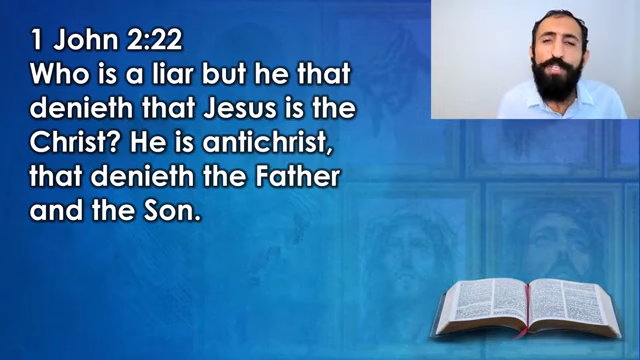 1 John 2:22
Who is a liar but he that
denieth that Jesus is the
Christ? He is antichrist,
that denieth the Father
and the Son.